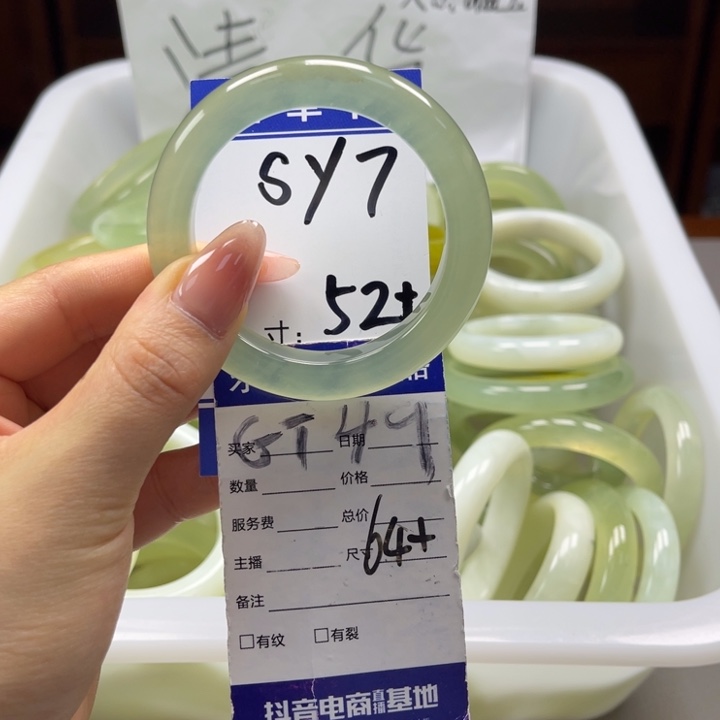 SY7
寸: 52+
GT49
买家 日期
数量 价格
服务费 总价
主播 尺寸 64+
备注
□有纹 □有裂
抖音电商直播基地